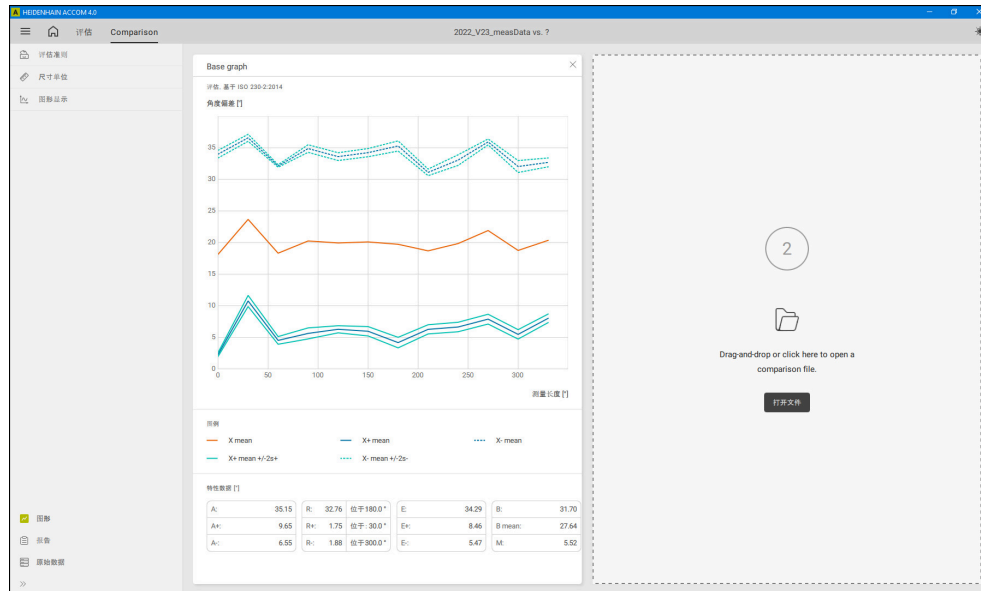 HEIDENHAIN ACCOM 4.0
评估 Comparison 2022_V23_measData vs. ?
评估准则
尺寸单位
图形显示
图形
报告
原始数据
Base graph
评估. 基于 ISO 230-2:2014
角度偏差 ["]
35
30
25
20
15
10
5
0
0 50 100 150 200 250 300
测量长度 [°]
图例
X mean X+ mean X- mean
X+ mean +/-2s+ X- mean +/-2s-
特性数据 ["]
A: 35.15 R: 32.76 位于180.0 ° E: 34.29 B: 31.70
A+: 9.65 R+: 1.75 位于: 30.0 ° E+: 8.46 B mean: 27.64
A-: 6.55 R-: 1.88 位于300.0 ° E-: 5.47 M: 5.52
2
Drag-and-drop or click here to open a
comparison file.
打开文件